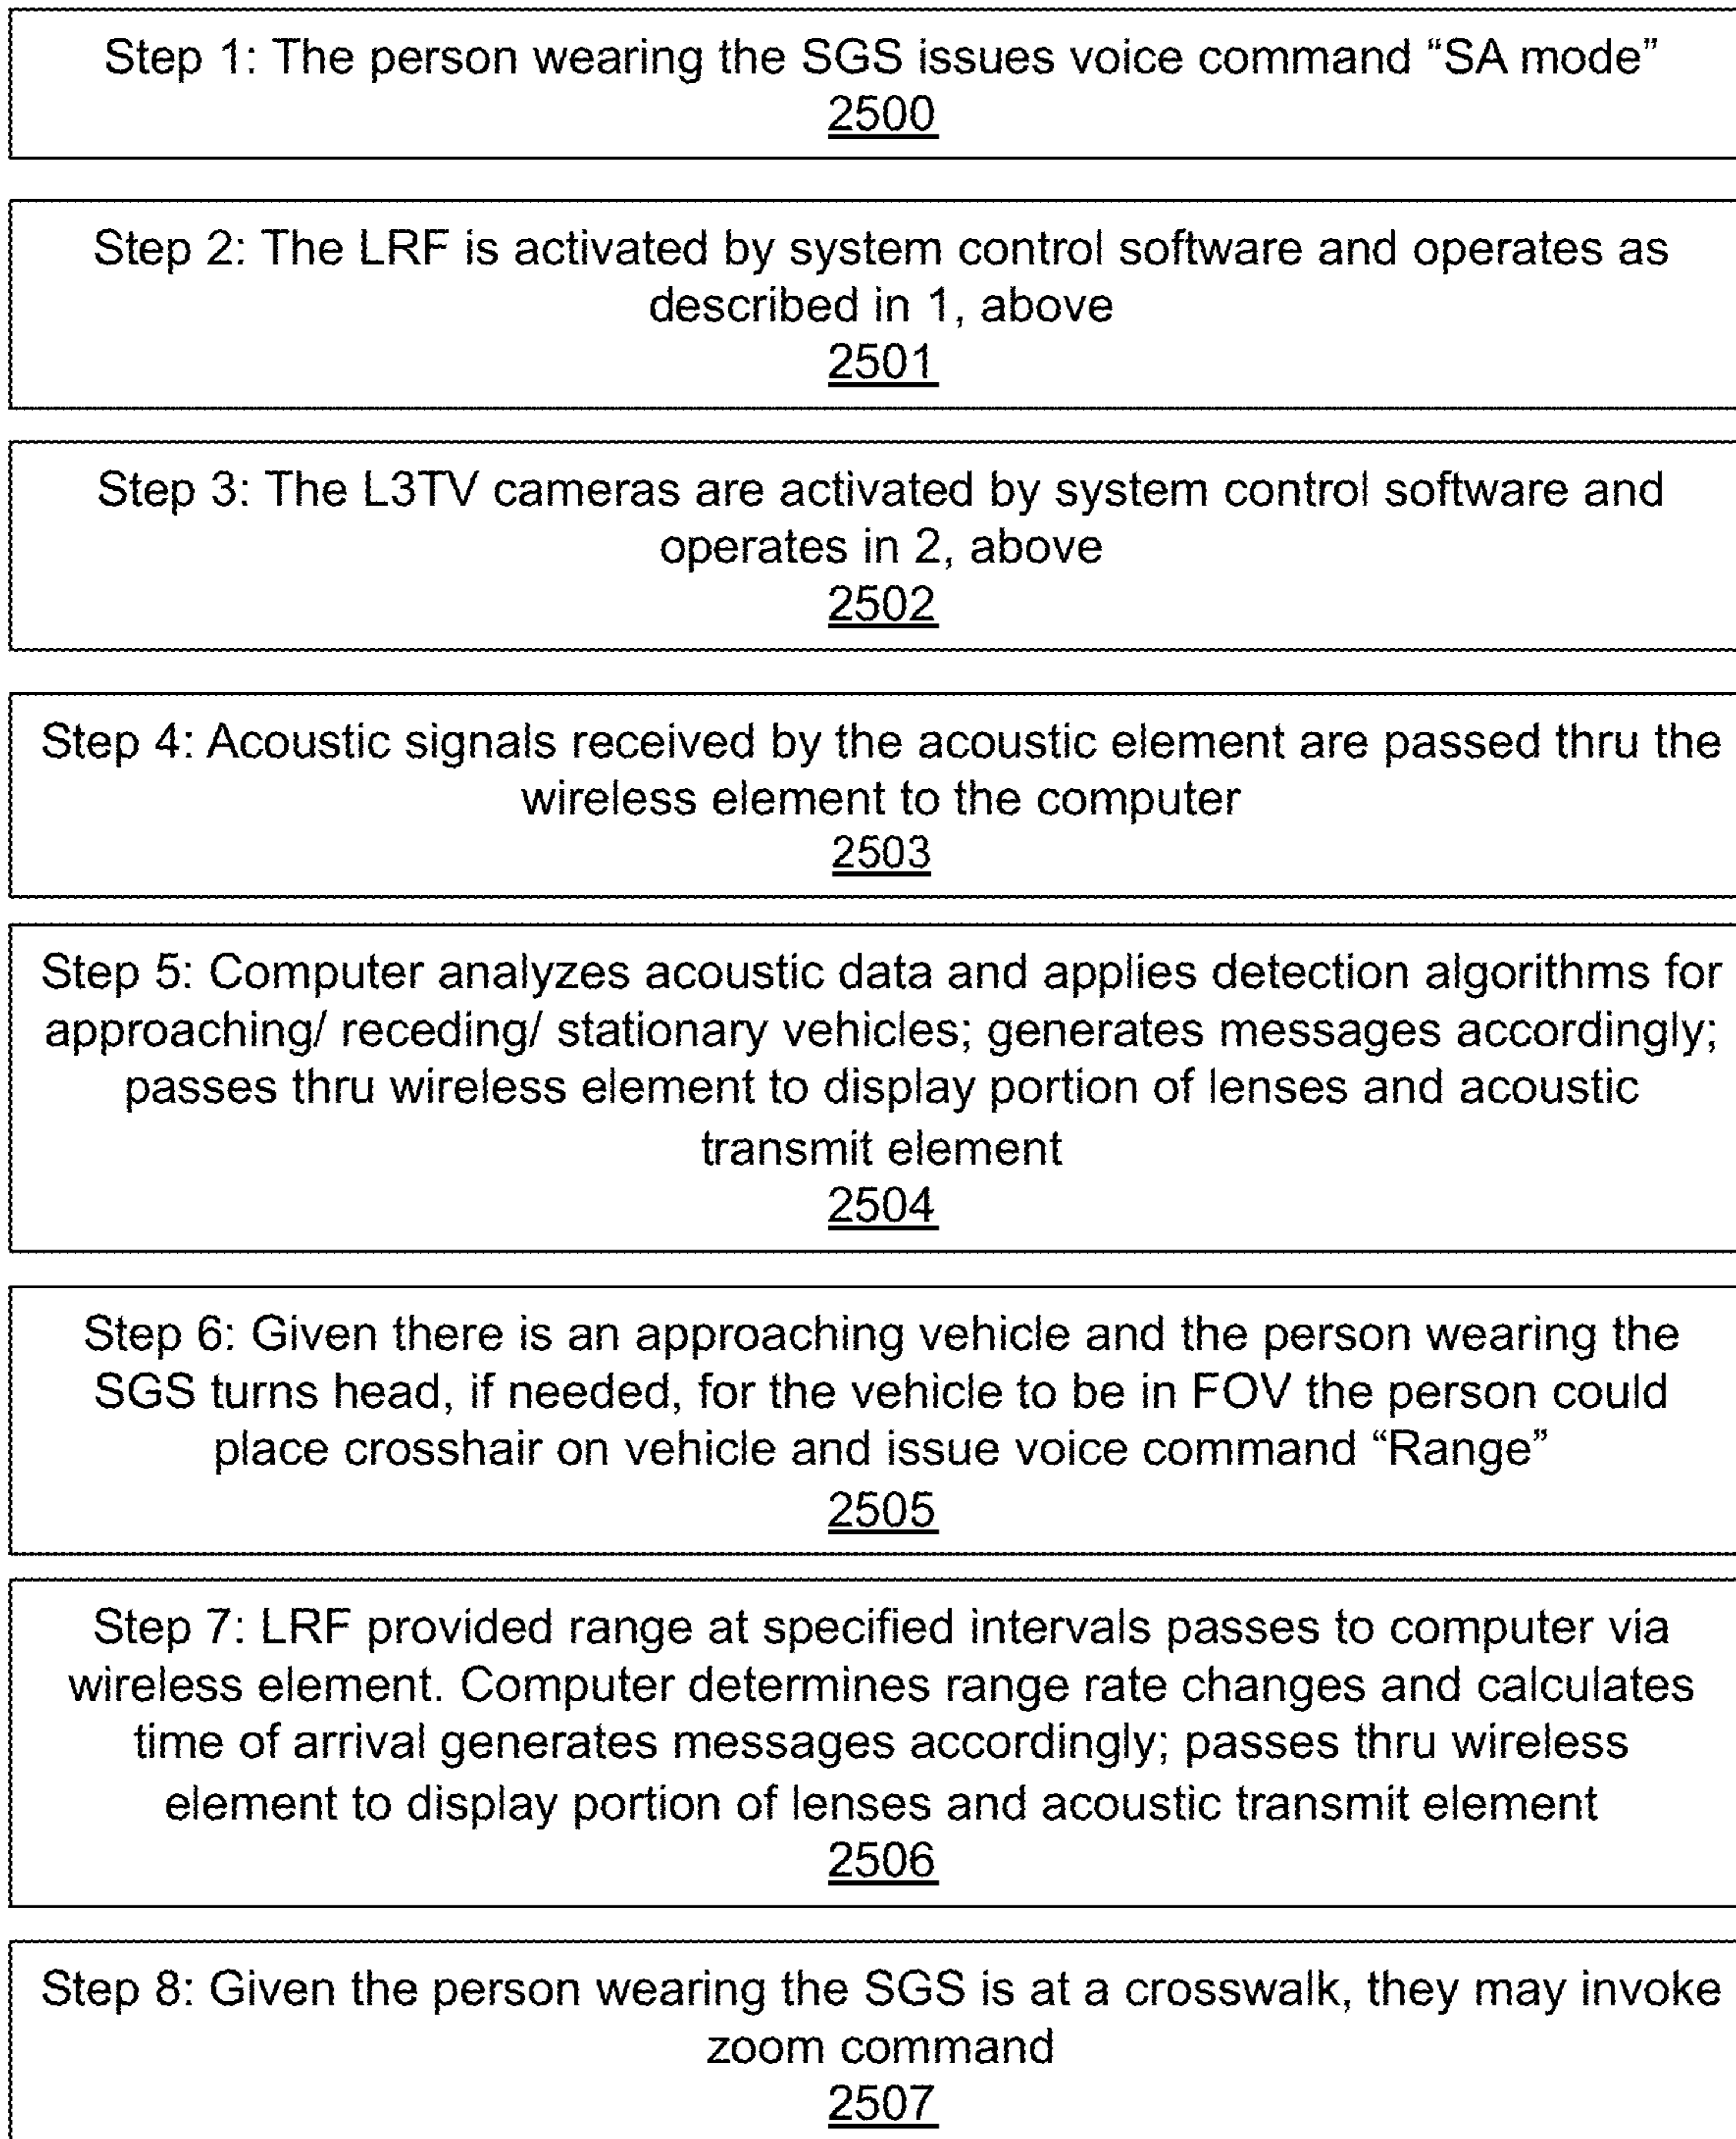 Step 1: The person wearing the SGS issues voice command “SA mode”
2500
Step 2: The LRF is activated by system control software and operates as
described in 1, above
2501
Step 3: The L3TV cameras are activated by system control software and
operates in 2, above
2502
Step 4: Acoustic signals received by the acoustic element are passed thru the
wireless element to the computer
2503
Step 5: Computer analyzes acoustic data and applies detection algorithms for
approaching/ receding/ stationary vehicles; generates messages accordingly;
passes thru wireless element to display portion of lenses and acoustic
transmit element
2504
Step 6: Given there is an approaching vehicle and the person wearing the
SGS turns head, if needed, for the vehicle to be in FOV the person could
place crosshair on vehicle and issue voice command “Range”
2505
Step 7: LRF provided range at specified intervals passes to computer via
wireless element. Computer determines range rate changes and calculates
time of arrival generates messages accordingly; passes thru wireless
element to display portion of lenses and acoustic transmit element
2506
Step 8: Given the person wearing the SGS is at a crosswalk, they may invoke
zoom command
2507